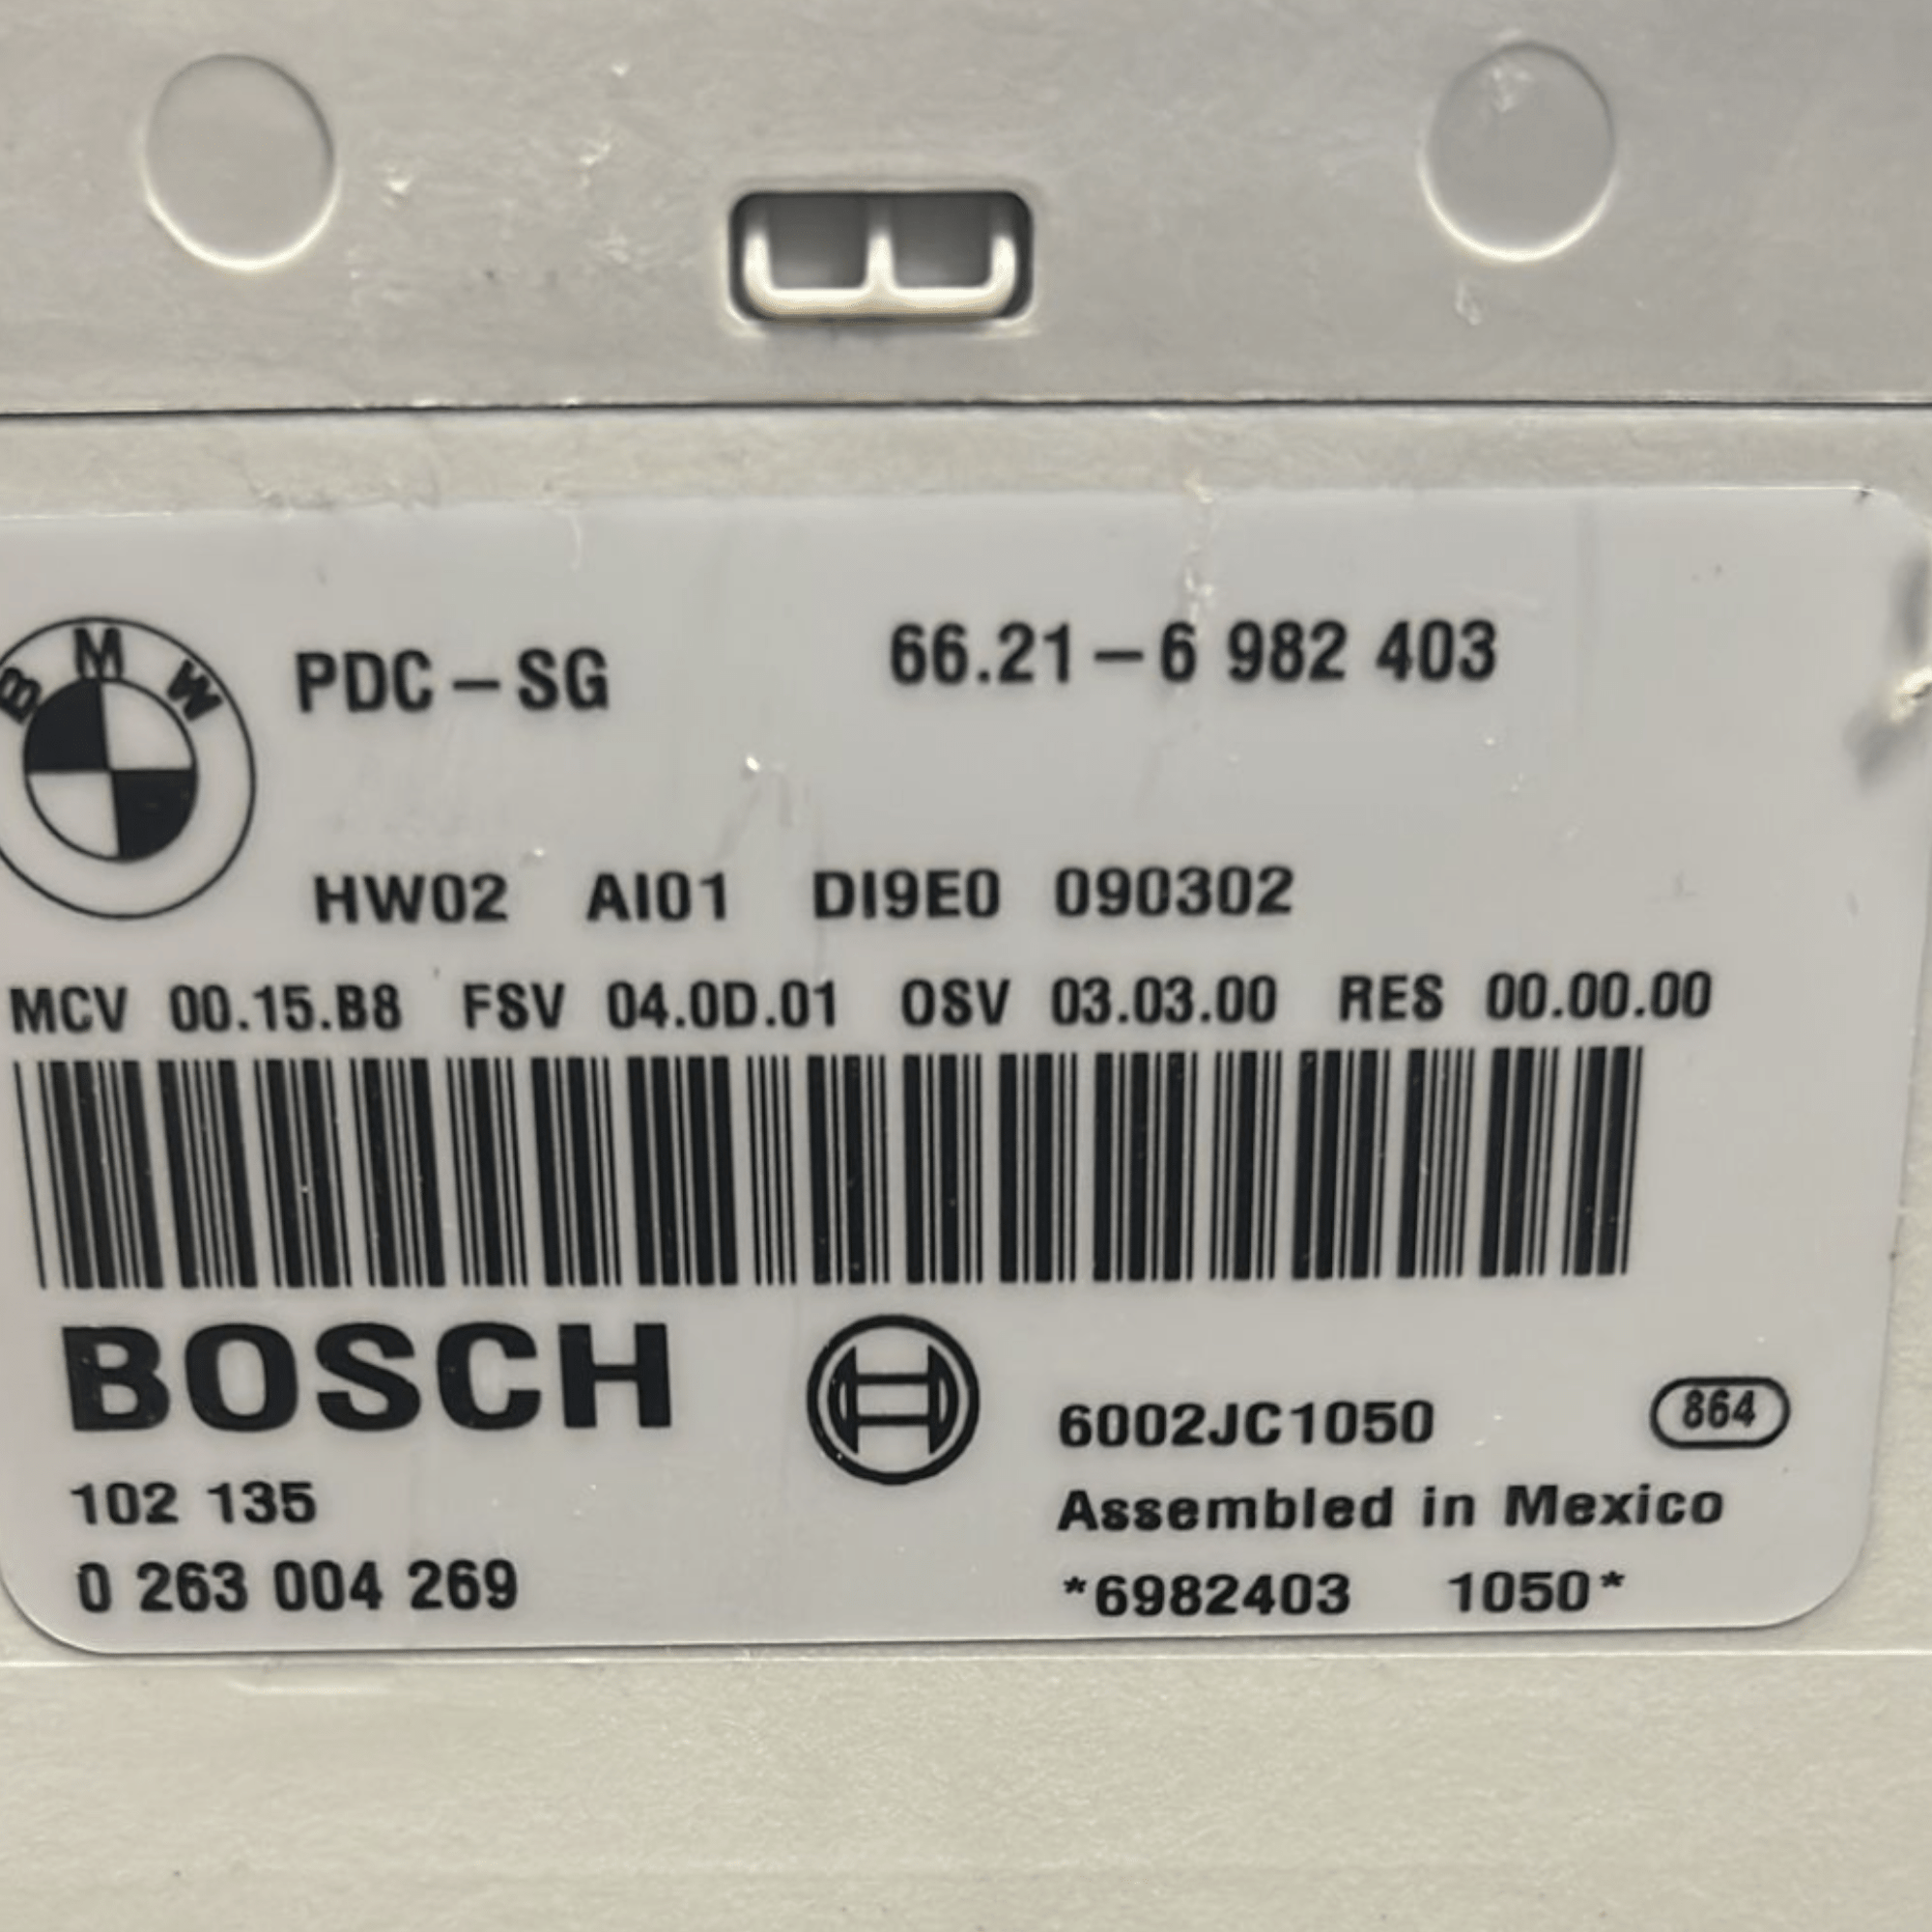 BMW
PDC-SG 66.21-6 982 403
HW02 AI01 DI9E0 090302
MCV 00.15.B8 FSV 04.0D.01 OSV 03.03.00 RES 00.00.00
BOSCH
6002JC1050 864
102 135 Assembled in Mexico
0 263 004 269 *6982403 1050*